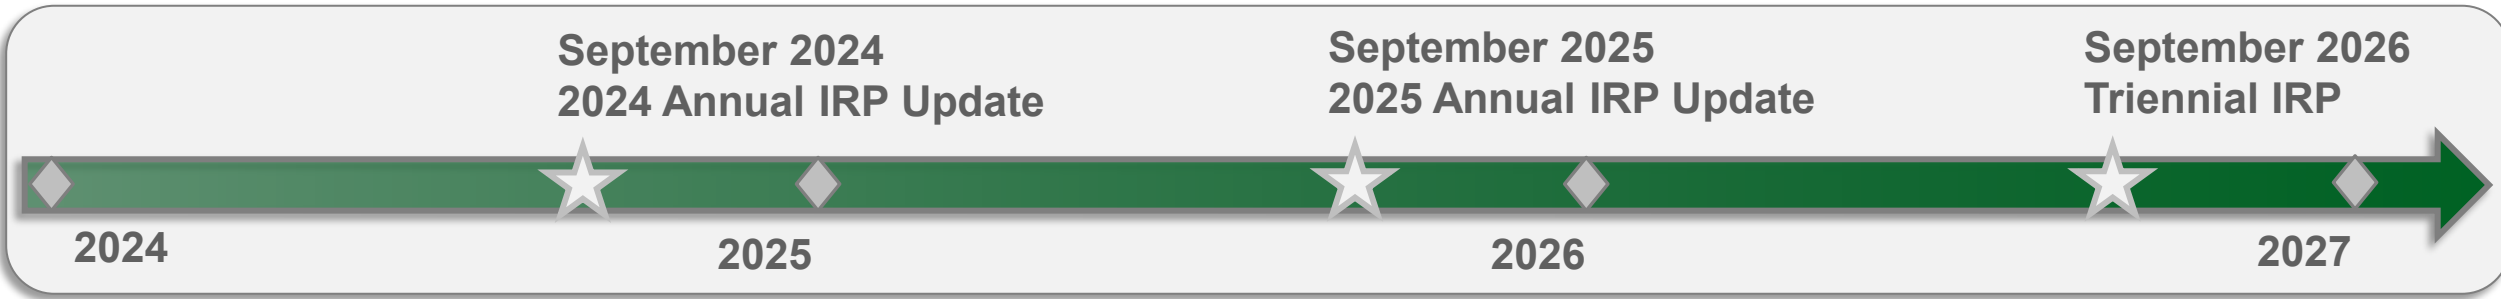 September 2024
2024 Annual IRP Update
September 2025
2025 Annual IRP Update
September 2026
Triennial IRP
2024
2025
2026
2027